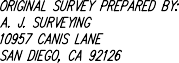 ORIGINAL SURVEY PREPARED BY:
A. J. SURVEYING
10957 CANIS LANE
SAN DIEGO, CA 92126